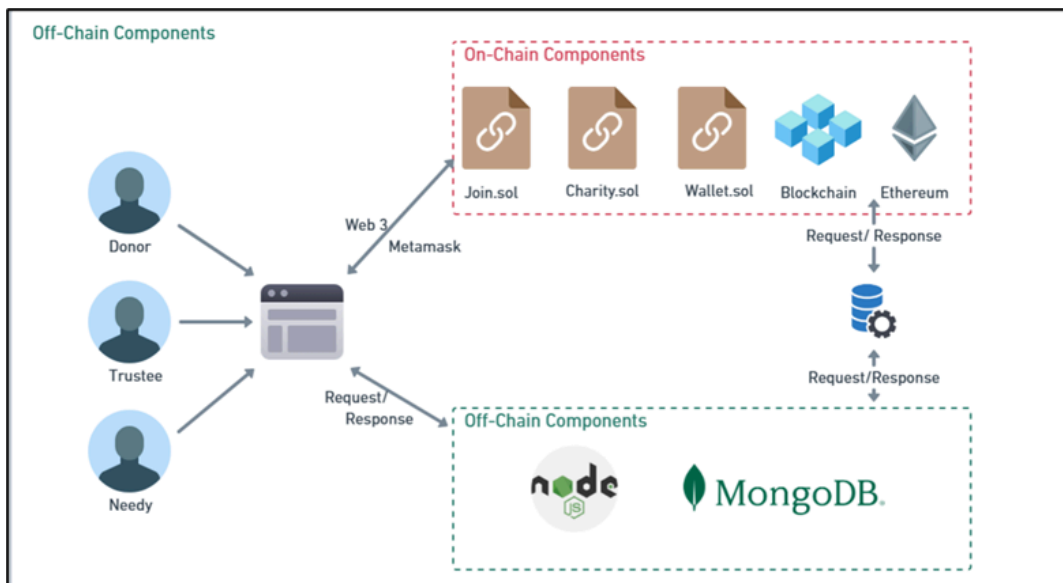 Off-Chain Components
On-Chain Components
Join.sol
Charity.sol
Wallet.sol
Blockchain
Ethereum
Donor
Web 3
Metamask
Request/ Response
Trustee
Request/
Response
Request/Response
Needy
Off-Chain Components
node
JS
MongoDB.